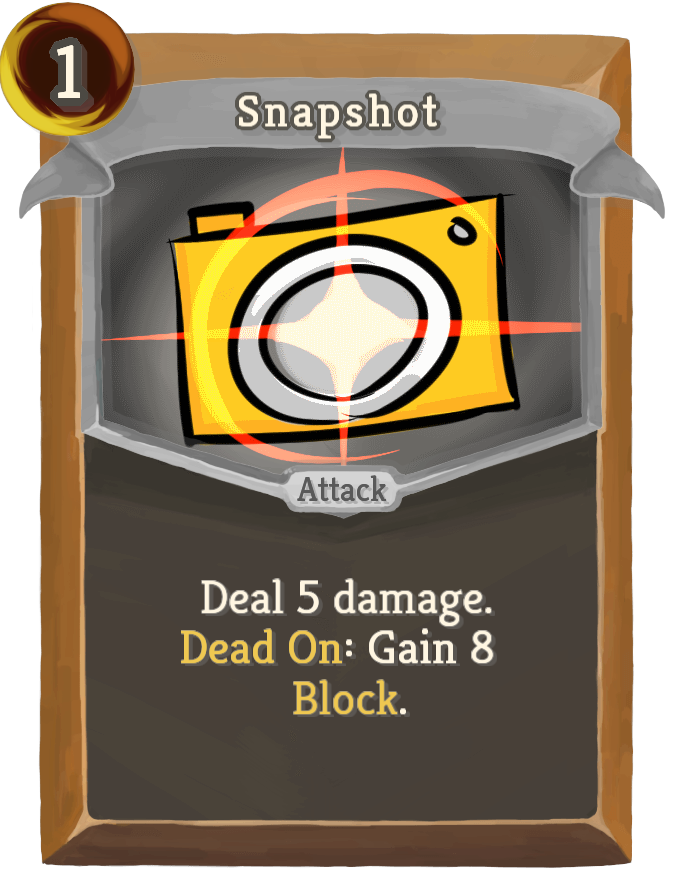 1
Snapshot
Attack
Deal 5 damage.
Dead On: Gain 8
Block.